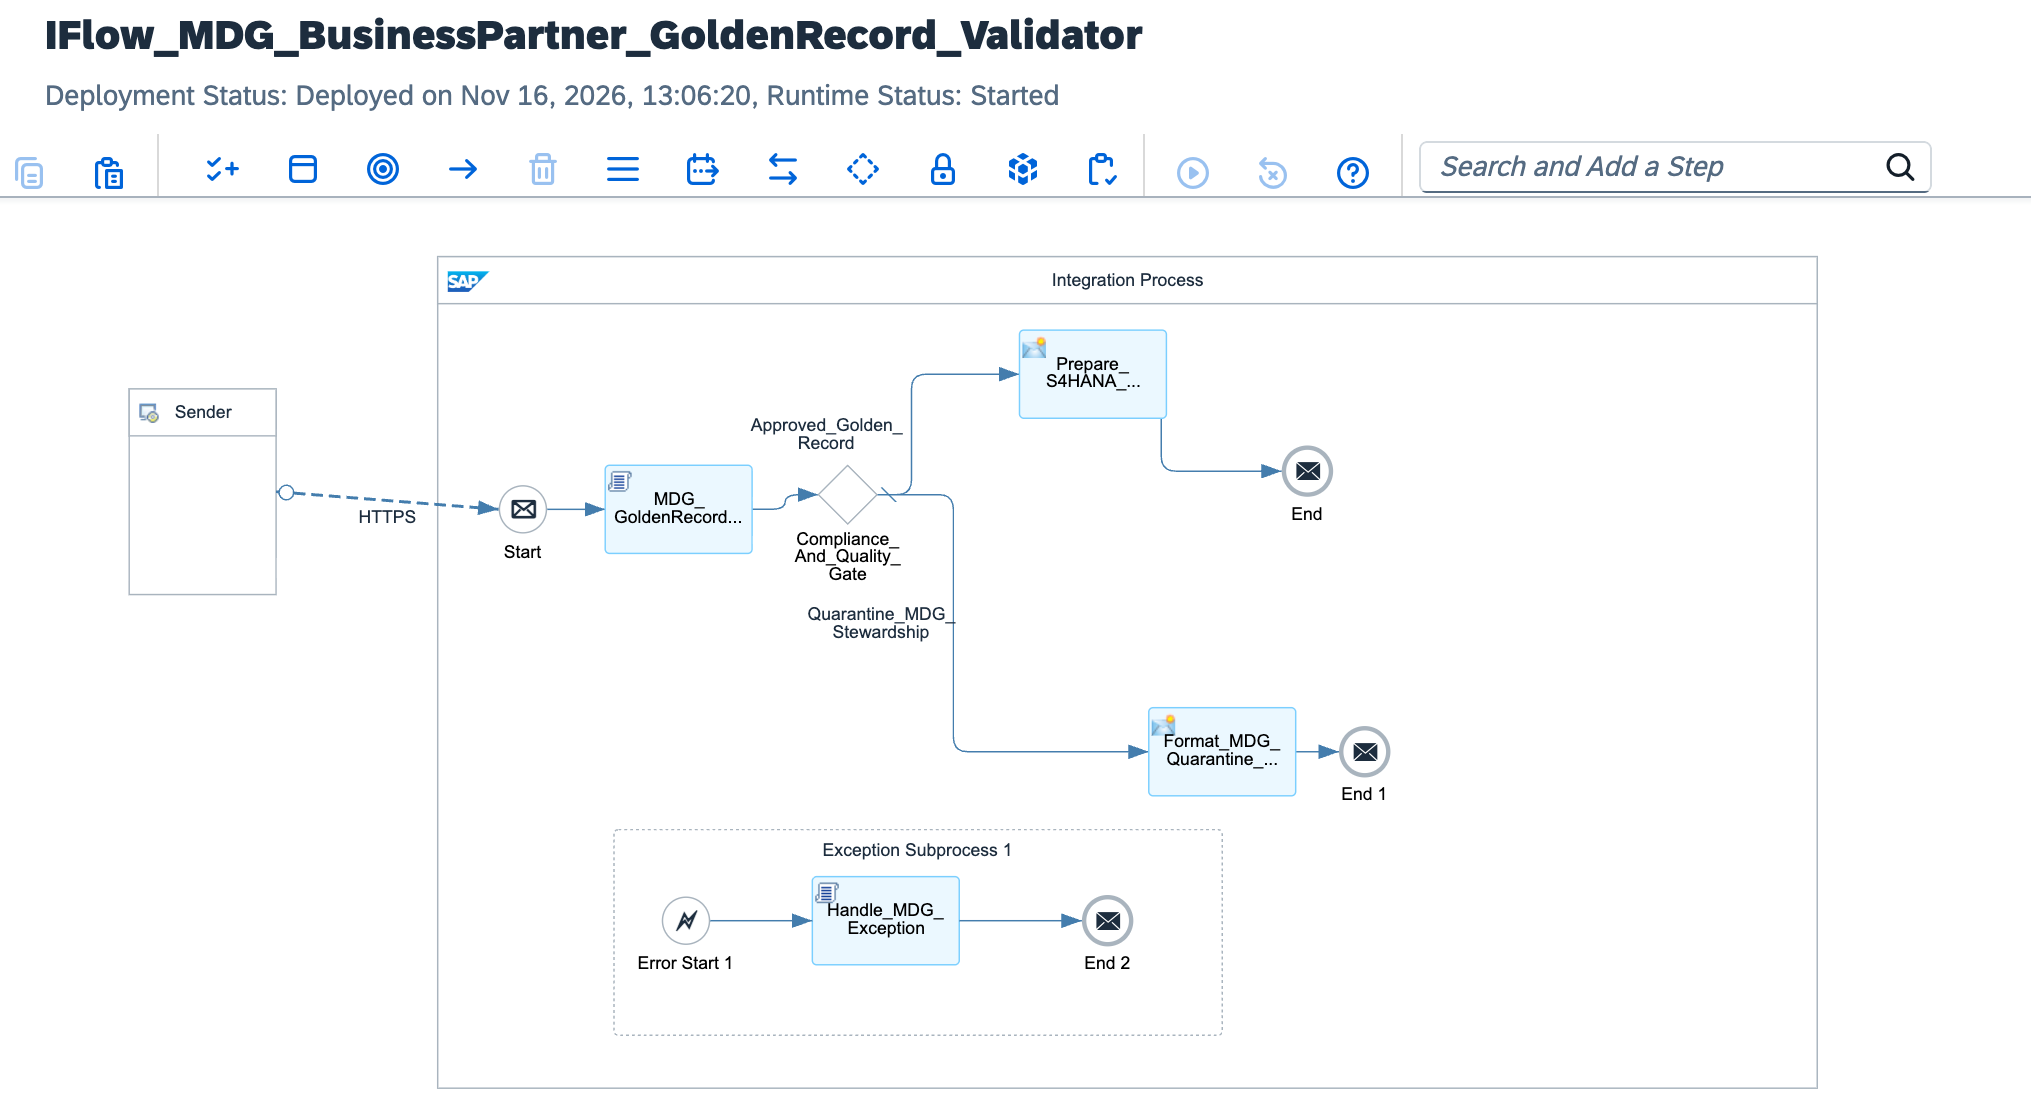 IFlow_MDG_BusinessPartner_GoldenRecord_Validator
Deployment Status: Deployed on Nov 16, 2026, 13:06:20, Runtime Status: Started
Search and Add a Step
SAP
Integration Process
Sender
HTTPS
Start
MDG_
GoldenRecord...
Approved_Golden_
Record
Compliance_
And_Quality_
Gate
Quarantine_MDG_
Stewardship
Prepare_
S4HANA_...
End
Format_MDG_
Quarantine_...
End 1
Exception Subprocess 1
Error Start 1
Handle_MDG_
Exception
End 2